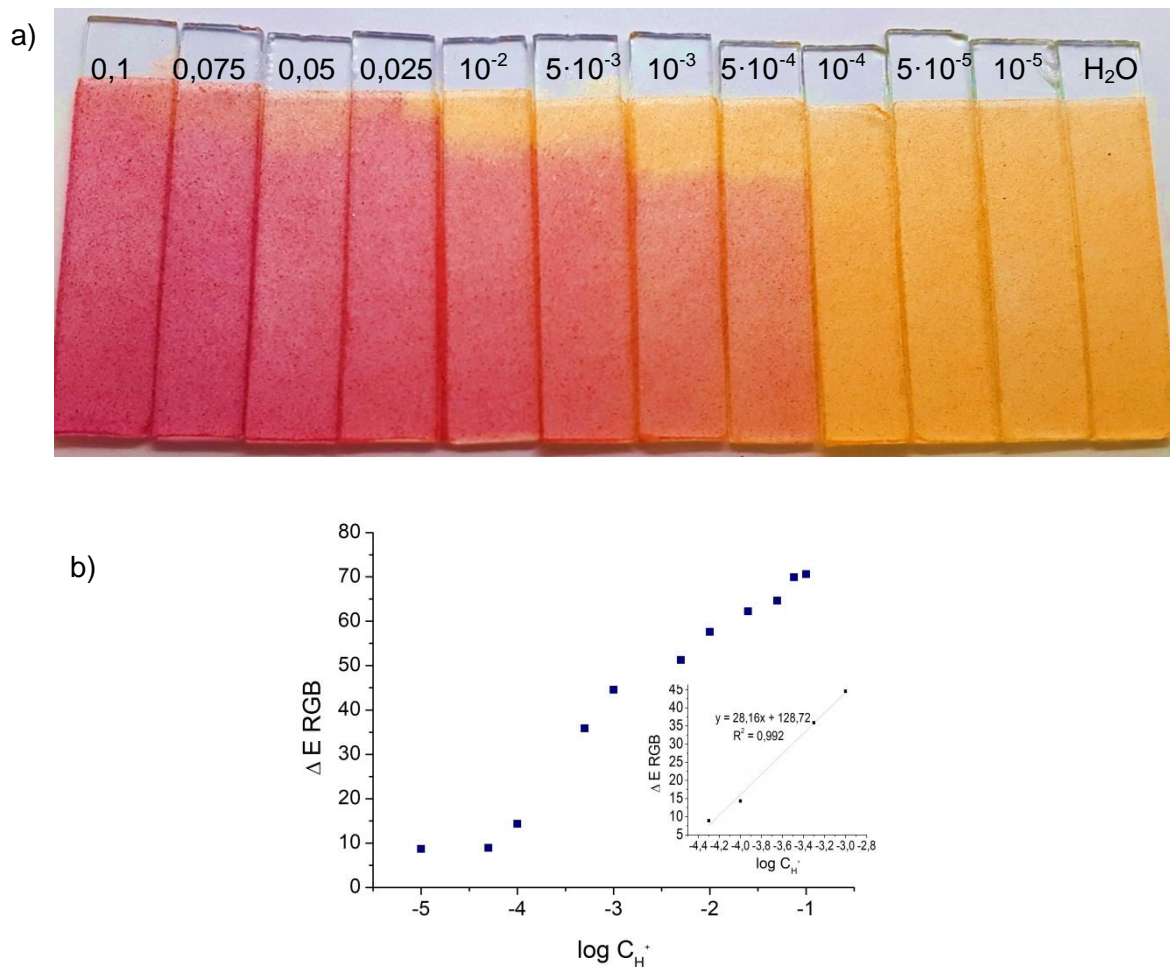 a)
0,1 0,075 0,05 0,025 10⁻² 5·10⁻³ 10⁻³ 5·10⁻⁴ 10⁻⁴ 5·10⁻⁵ 10⁻⁵ H₂O
b)
80
70
60
50
40
30
20
10
0
Δ E RGB
-5 -4 -3 -2 -1
log C_H⁺
45
40
35
30
25
20
15
10
5
Δ E RGB
y = 28,16x + 128,72
R² = 0,992
-4,4 -4,2 -4,0 -3,8 -3,6 -3,4 -3,2 -3,0 -2,8
log C_H⁺